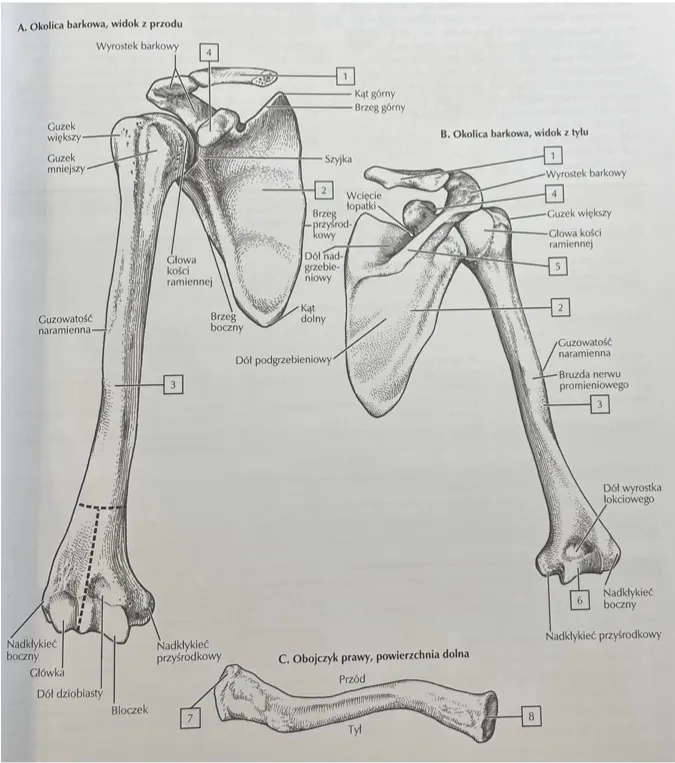 A. Okolica barkowa, widok z przodu
Wyrostek barkowy
4
1
Kąt górny
Brzeg górny
Guzek
większy
Guzek
mniejszy
Szyjka
2
Brzeg
przyśrod-
kowy
Głowa
kości
ramiennej
Brzeg
boczny
Kąt
dolny
Guzowatość
naramienna
3
Nadkłykieć
boczny
Główka
Dół dziobiasty
Bloczek
Nadkłykieć
przyśrodkowy
B. Okolica barkowa, widok z tyłu
1
Wyrostek barkowy
4
Wcięcie
łopatki
Guzek większy
Głowa kości
ramiennej
Dół nad-
grzebie-
niowy
5
2
Dół podgrzebieniowy
Guzowatość
naramienna
Bruzda nerwu
promieniowego
3
Dół wyrostka
łokciowego
6
Nadkłykieć
boczny
Nadkłykieć przyśrodkowy
C. Obojczyk prawy, powierzchnia dolna
Przód
7
8
Tył